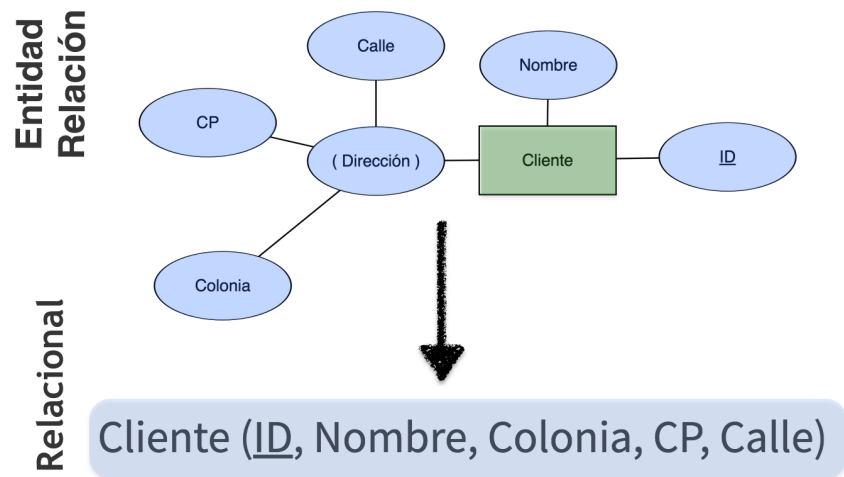 Entidad
Relación
Calle
Nombre
CP
( Dirección )
Cliente
ID
Colonia
Relacional
Cliente (ID, Nombre, Colonia, CP, Calle)